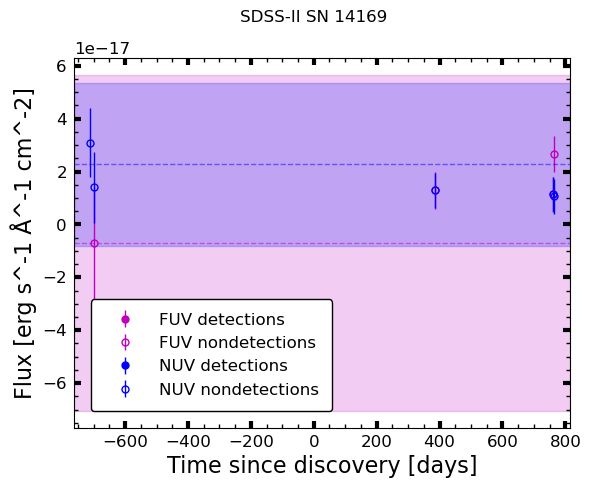 SDSS-II SN 14169
1e−17
6
4
2
0
−2
−4
−6
Flux [erg s^-1 Å^-1 cm^-2]
FUV detections
FUV nondetections
NUV detections
NUV nondetections
−600 −400 −200 0 200 400 600 800
Time since discovery [days]